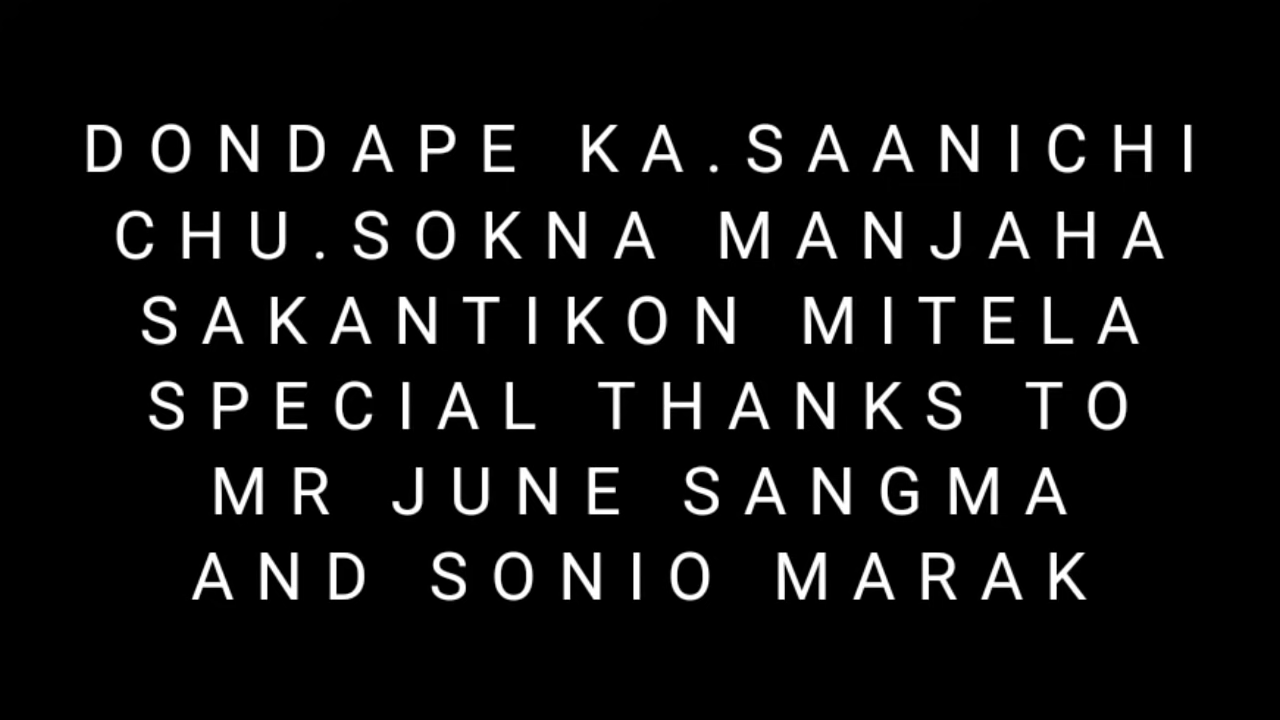 DONDAPE KA.SAANICHI
CHU.SOKNA MANJAHA
SAKANTIKON MITELA
SPECIAL THANKS TO
MR JUNE SANGMA
AND SONIO MARAK